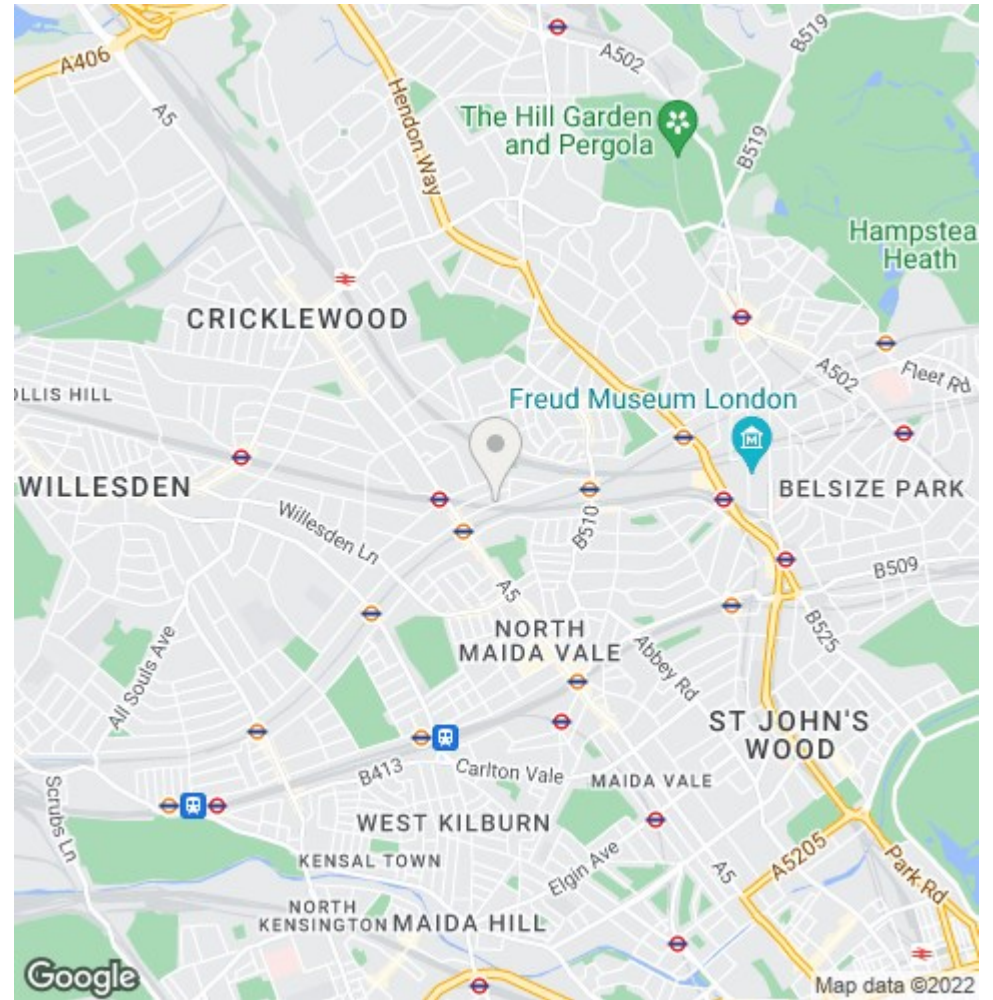 A406
A5
A502
B519
Hendon Way
The Hill Garden
and Pergola
B519
Hampstea
Heath
CRICKLEWOOD
A502
Fleet Rd
OLLIS HILL
Freud Museum London
M
WILLESDEN
BELSIZE PARK
Willesden Ln
B510
B509
A5
NORTH
MAIDA VALE
Abbey Rd
B525
All Souls Ave
ST JOHN'S
WOOD
B413
Carlton Vale
MAIDA VALE
Scrubs Ln
WEST KILBURN
A5205
Park Rd
KENSAL TOWN
Elgin Ave
A5
NORTH
KENSINGTON
MAIDA HILL
Google
Map data ©2022